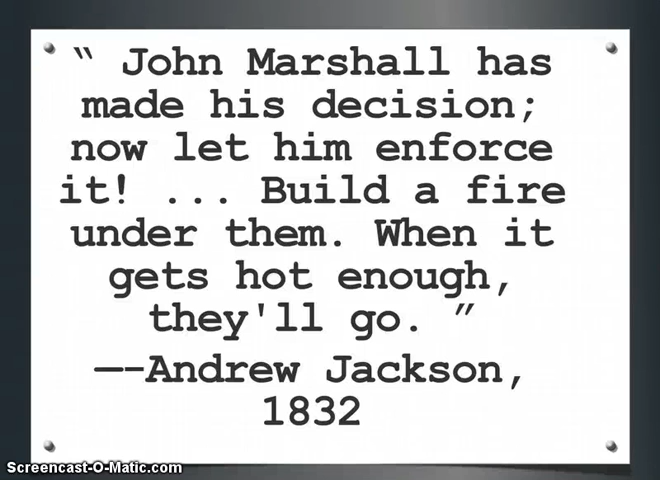 “ John Marshall has
made his decision;
now let him enforce
it! ... Build a fire
under them. When it
gets hot enough,
they'll go. ”
—–Andrew Jackson,
1832
Screencast-O-Matic.com